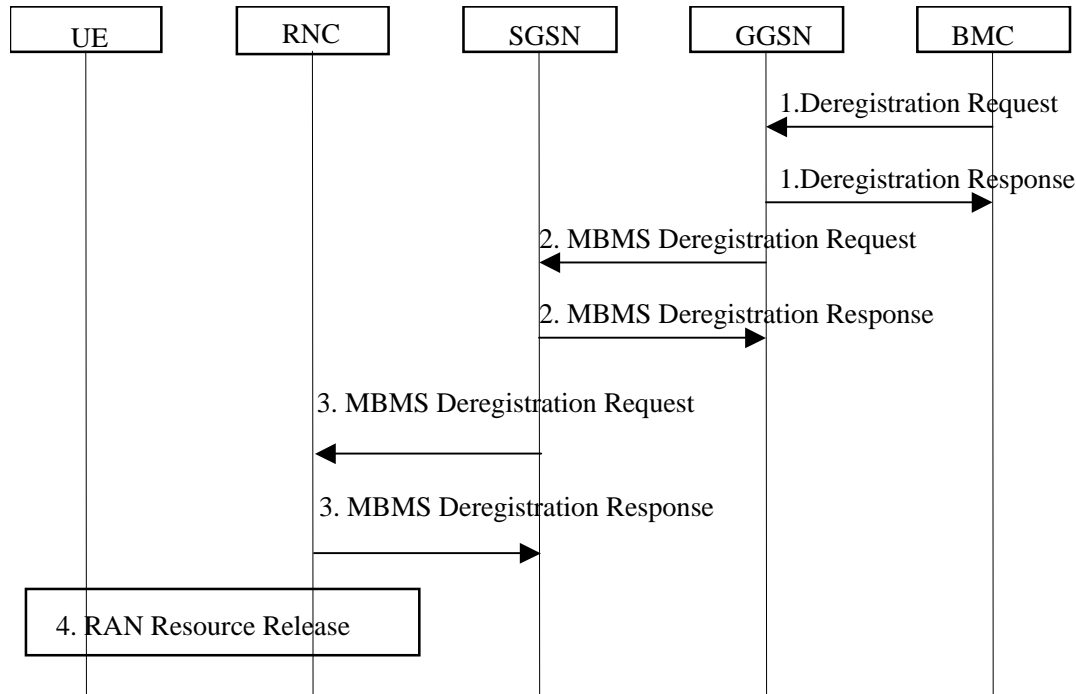 UE
RNC
SGSN
GGSN
BMC
1.Deregistration Request
1.Deregistration Response
2. MBMS Deregistration Request
2. MBMS Deregistration Response
3. MBMS Deregistration Request
3. MBMS Deregistration Response
4. RAN Resource Release